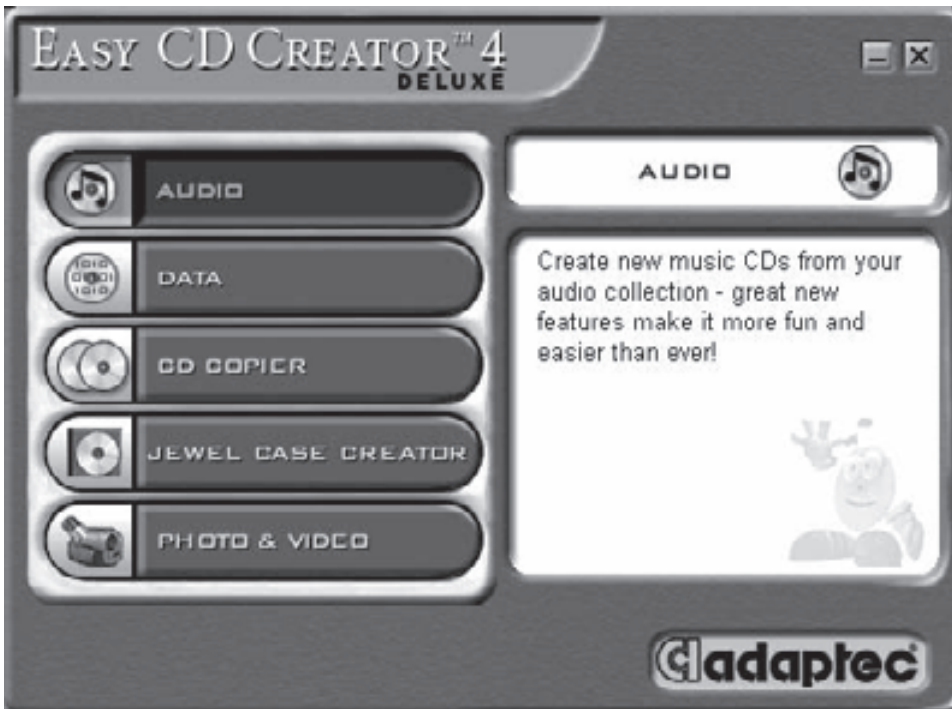 EASY CD CREATOR™ 4
DELUXE
AUDIO
DATA
CD COPIER
JEWEL CASE CREATOR
PHOTO & VIDEO
AUDIO
Create new music CDs from your
audio collection - great new
features make it more fun and
easier than ever!
adaptec